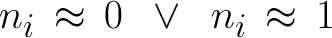 n_i ≈ 0 ∨ n_i ≈ 1